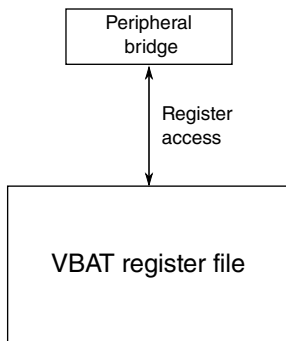 Peripheral
bridge
Register
access
VBAT register file